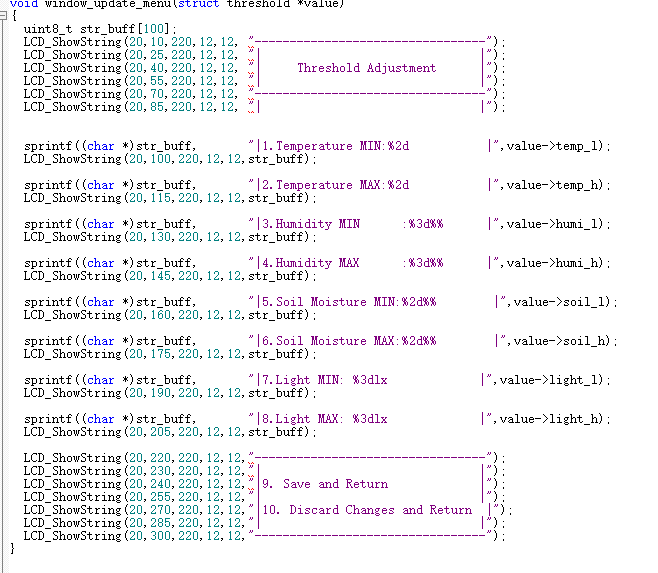 void window_update_menu(struct threshold *value)
{
  uint8_t str_buff[100];
  LCD_ShowString(20,10,220,12,12, "-----------------------------------");
  LCD_ShowString(20,25,220,12,12, "|                                 |");
  LCD_ShowString(20,40,220,12,12, "|      Threshold Adjustment       |");
  LCD_ShowString(20,55,220,12,12, "|                                 |");
  LCD_ShowString(20,70,220,12,12, "-----------------------------------");
  LCD_ShowString(20,85,220,12,12, "|                                 |");
  sprintf((char *)str_buff,        "|1.Temperature MIN:%2d            |",value->temp_l);
  LCD_ShowString(20,100,220,12,12,str_buff);
  sprintf((char *)str_buff,        "|2.Temperature MAX:%2d            |",value->temp_h);
  LCD_ShowString(20,115,220,12,12,str_buff);
  sprintf((char *)str_buff,        "|3.Humidity MIN      :%3d%%      |",value->humi_l);
  LCD_ShowString(20,130,220,12,12,str_buff);
  sprintf((char *)str_buff,        "|4.Humidity MAX      :%3d%%      |",value->humi_h);
  LCD_ShowString(20,145,220,12,12,str_buff);
  sprintf((char *)str_buff,        "|5.Soil Moisture MIN:%2d%%         |",value->soil_l);
  LCD_ShowString(20,160,220,12,12,str_buff);
  sprintf((char *)str_buff,        "|6.Soil Moisture MAX:%2d%%         |",value->soil_h);
  LCD_ShowString(20,175,220,12,12,str_buff);
  sprintf((char *)str_buff,        "|7.Light MIN: %3dlx              |",value->light_l);
  LCD_ShowString(20,190,220,12,12,str_buff);
  sprintf((char *)str_buff,        "|8.Light MAX: %3dlx              |",value->light_h);
  LCD_ShowString(20,205,220,12,12,str_buff);
  LCD_ShowString(20,220,220,12,12,"-----------------------------------");
  LCD_ShowString(20,230,220,12,12,"|                                 |");
  LCD_ShowString(20,240,220,12,12,"|9. Save and Return               |");
  LCD_ShowString(20,255,220,12,12,"|                                 |");
  LCD_ShowString(20,270,220,12,12,"|10. Discard Changes and Return  |");
  LCD_ShowString(20,285,220,12,12,"|                                 |");
  LCD_ShowString(20,300,220,12,12,"-----------------------------------");
}